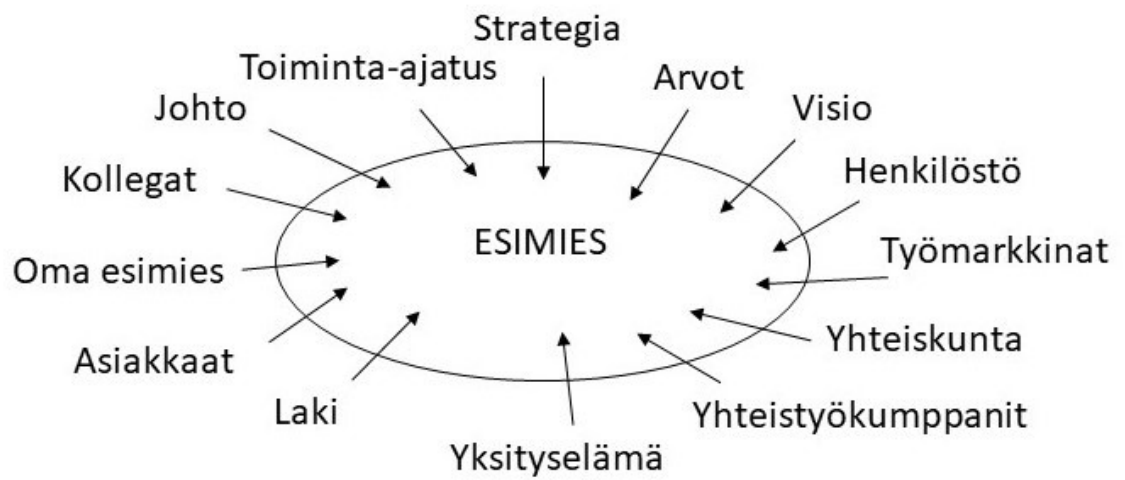 Strategia
Toiminta-ajatus
Arvot
Johto
Visio
Kollegat
Henkilöstö
ESIMIES
Työmarkkinat
Oma esimies
Yhteiskunta
Asiakkaat
Laki
Yhteistyökumppanit
Yksityselämä